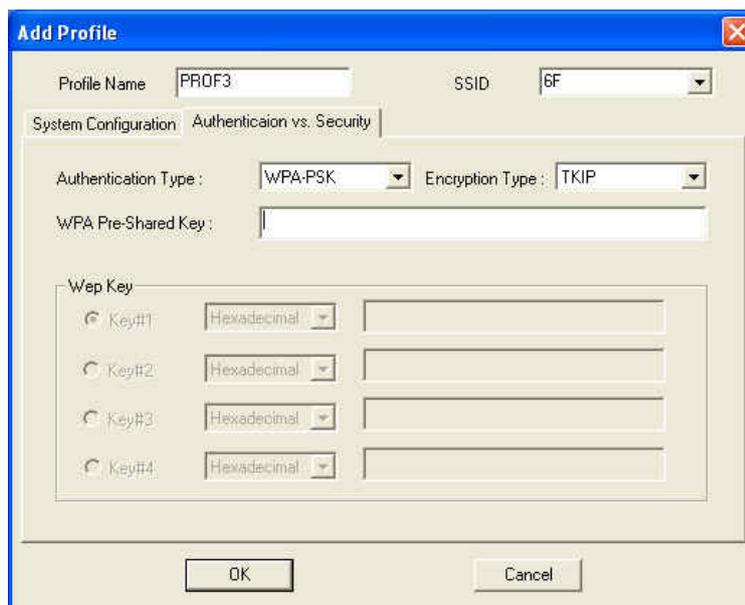 Add Profile
Profile Name PROF3 SSID 6F
System Configuration Authenticaion vs. Security
Authentication Type : WPA-PSK Encryption Type : TKIP
WPA Pre-Shared Key :
Wep Key
Key#1 Hexadecimal
Key#2 Hexadecimal
Key#3 Hexadecimal
Key#4 Hexadecimal
OK Cancel